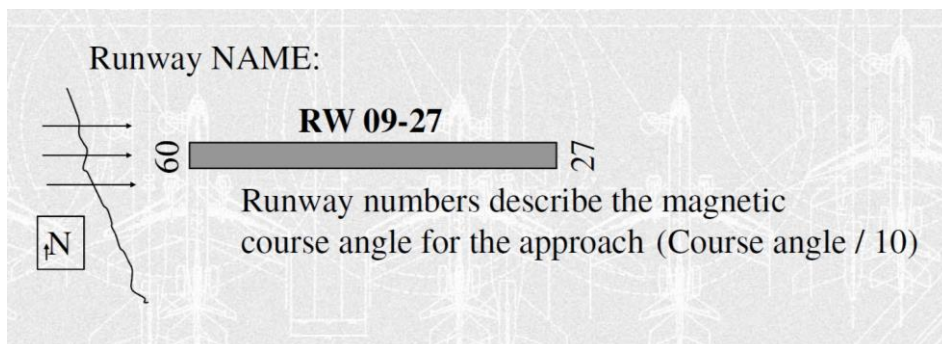 Runway NAME:
RW 09-27
09
27
Runway numbers describe the magnetic
course angle for the approach (Course angle / 10)
N